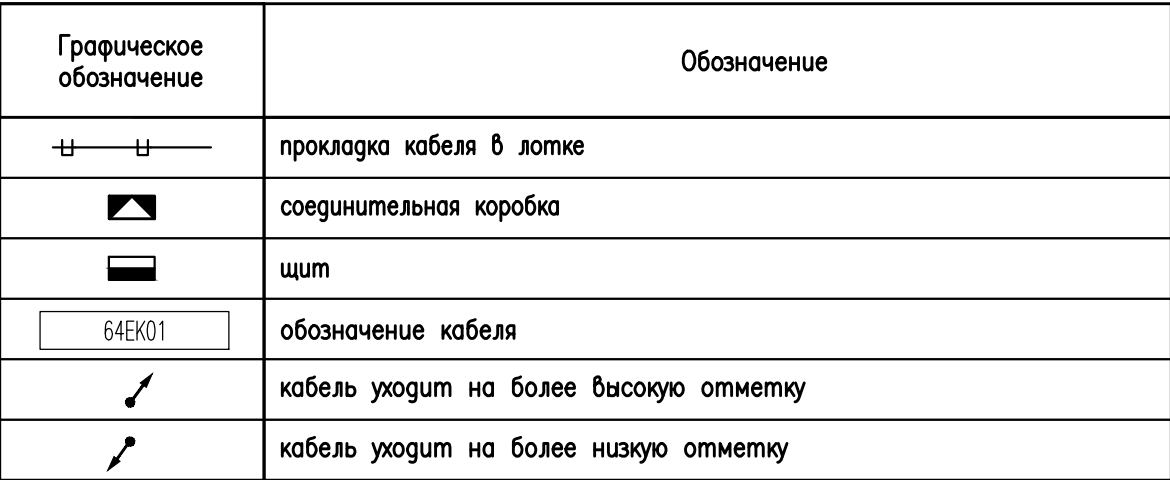 Графическое
обозначение
Обозначение
прокладка кабеля в лотке
соединительная коробка
щит
64EK01
обозначение кабеля
кабель уходит на более высокую отметку
кабель уходит на более низкую отметку